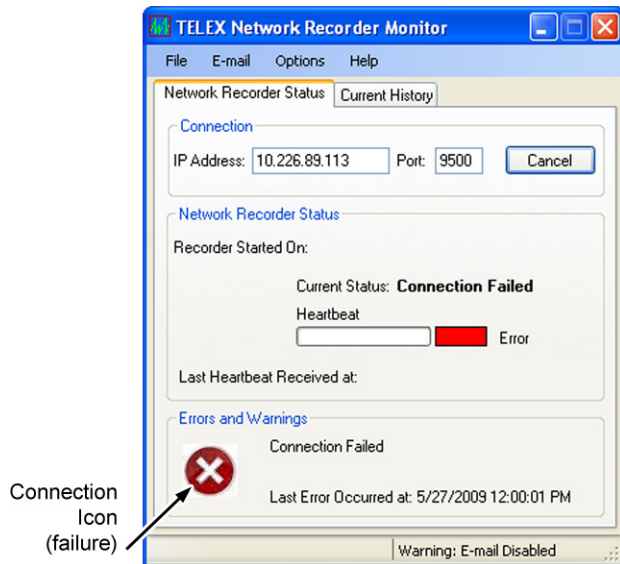 TELEX Network Recorder Monitor
File E-mail Options Help
Network Recorder Status Current History
Connection
IP Address: 10.226.89.113 Port: 9500 Cancel
Network Recorder Status
Recorder Started On:
Current Status: Connection Failed
Heartbeat
Error
Last Heartbeat Received at:
Errors and Warnings
Connection Failed
Last Error Occurred at: 5/27/2009 12:00:01 PM
Connection
Icon
(failure)
Warning: E-mail Disabled